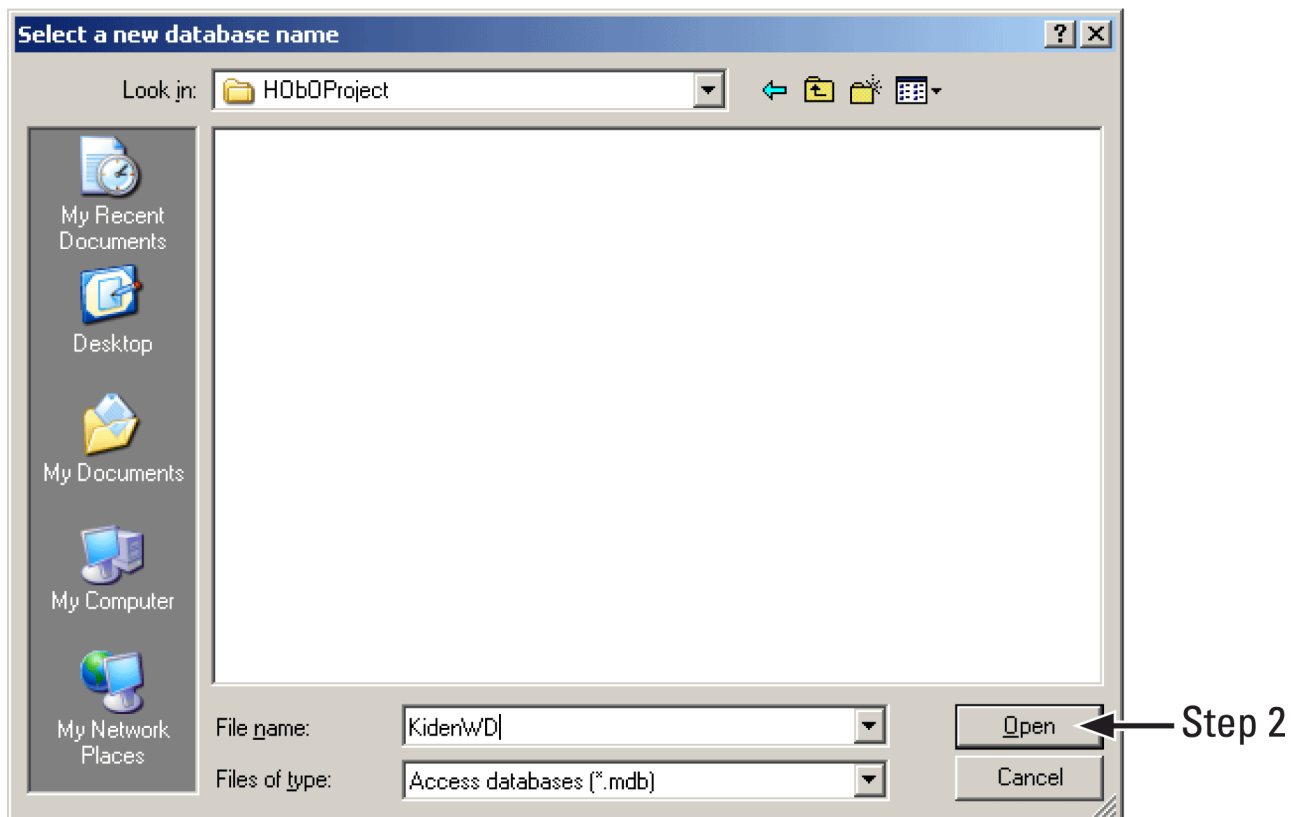 Select a new database name
Look in: HObOProject
My Recent
Documents
Desktop
My Documents
My Computer
My Network
Places
File name: KidenWD
Open
Step 2
Files of type: Access databases (*.mdb)
Cancel